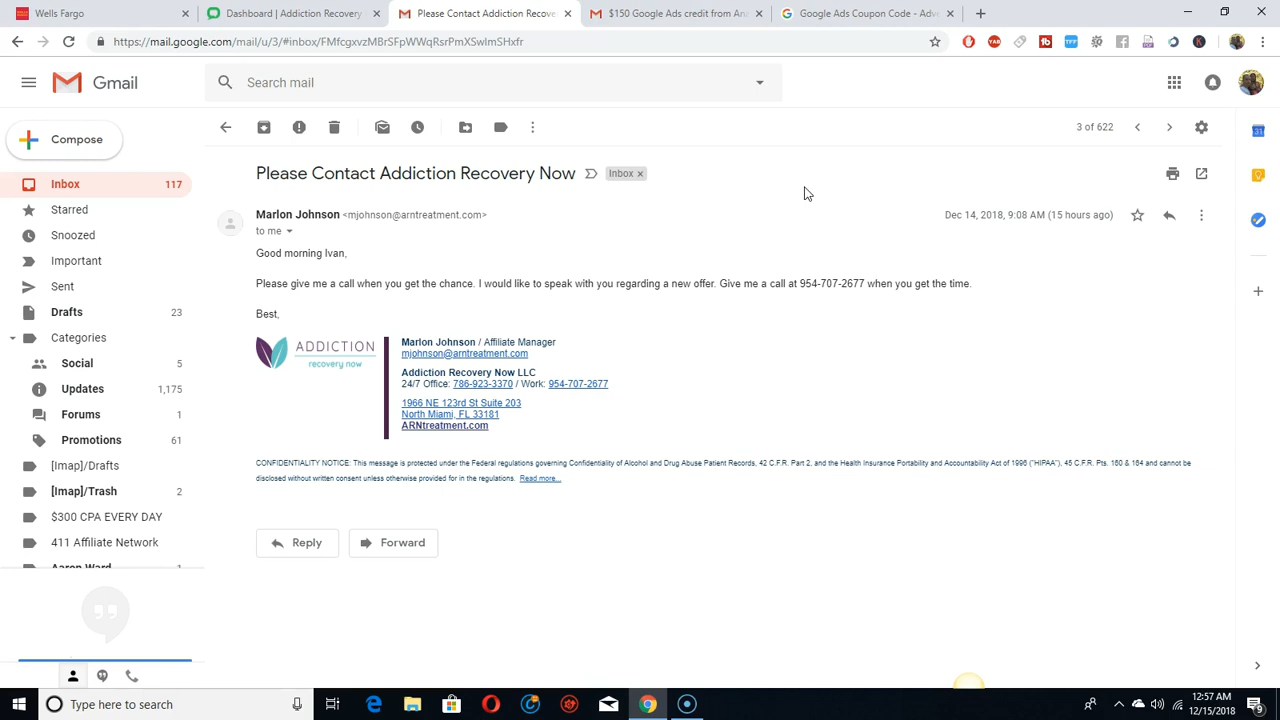 Wells Fargo
Dashboard | Addiction Recovery
Please Contact Addiction Recove
$150 Google Ads credit from An
Google Ads Coupon Code - Adve
https://mail.google.com/mail/u/3/#inbox/FMfcgxvzMBrSFpWWqRsrPmXSwlmSHxfr
Gmail
Search mail
Compose
3 of 622
Inbox 117
Starred
Snoozed
Important
Sent
Drafts 23
Categories
Social 5
Updates 1,175
Forums 1
Promotions 61
[Imap]/Drafts
[Imap]/Trash 2
$300 CPA EVERY DAY
411 Affiliate Network
Aaron Ward 1
Please Contact Addiction Recovery Now Inbox x
Marlon Johnson <mjohnson@arntreatment.com>
Dec 14, 2018, 9:08 AM (15 hours ago)
to me
Good morning Ivan,
Please give me a call when you get the chance. I would like to speak with you regarding a new offer. Give me a call at 954-707-2677 when you get the time.
Best,
ADDICTION
recovery now
Marlon Johnson / Affiliate Manager
mjohnson@arntreatment.com
Addiction Recovery Now LLC
24/7 Office: 786-923-3370 / Work: 954-707-2677
1966 NE 123rd St Suite 203
North Miami, FL 33181
ARNtreatment.com
CONFIDENTIALITY NOTICE: This message is protected under the Federal regulations governing Confidentiality of Alcohol and Drug Abuse Patient Records, 42 C.F.R. Part 2, and the Health Insurance Portability and Accountability Act of 1996 ("HIPAA"), 45 C.F.R. Pts. 160 & 164 and cannot be
disclosed without written consent unless otherwise provided for in the regulations. Read more...
Reply
Forward
Type here to search
12:57 AM
12/15/2018